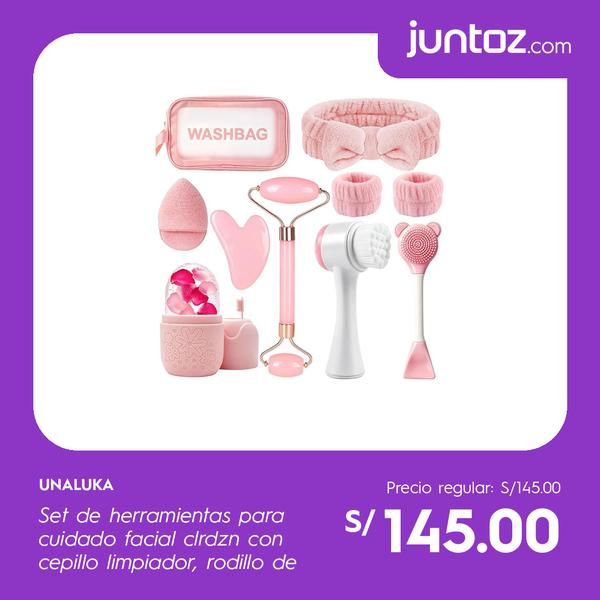 juntoz.com
WASHBAG
UNALUKA
Set de herramientas para
cuidado facial clrdzn con
cepillo limpiador, rodillo de
Precio regular: S/145.00
S/ 145.00